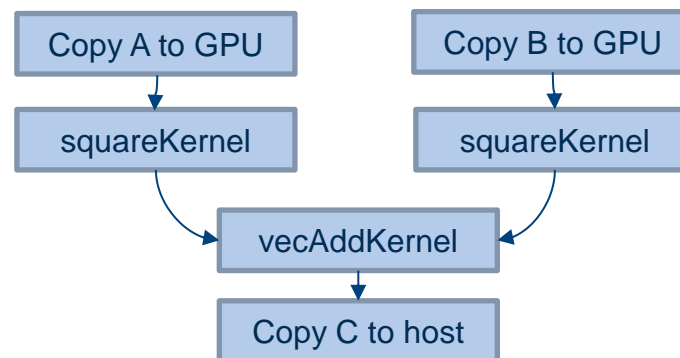 Copy A to GPU
Copy B to GPU
squareKernel
squareKernel
vecAddKernel
Copy C to host